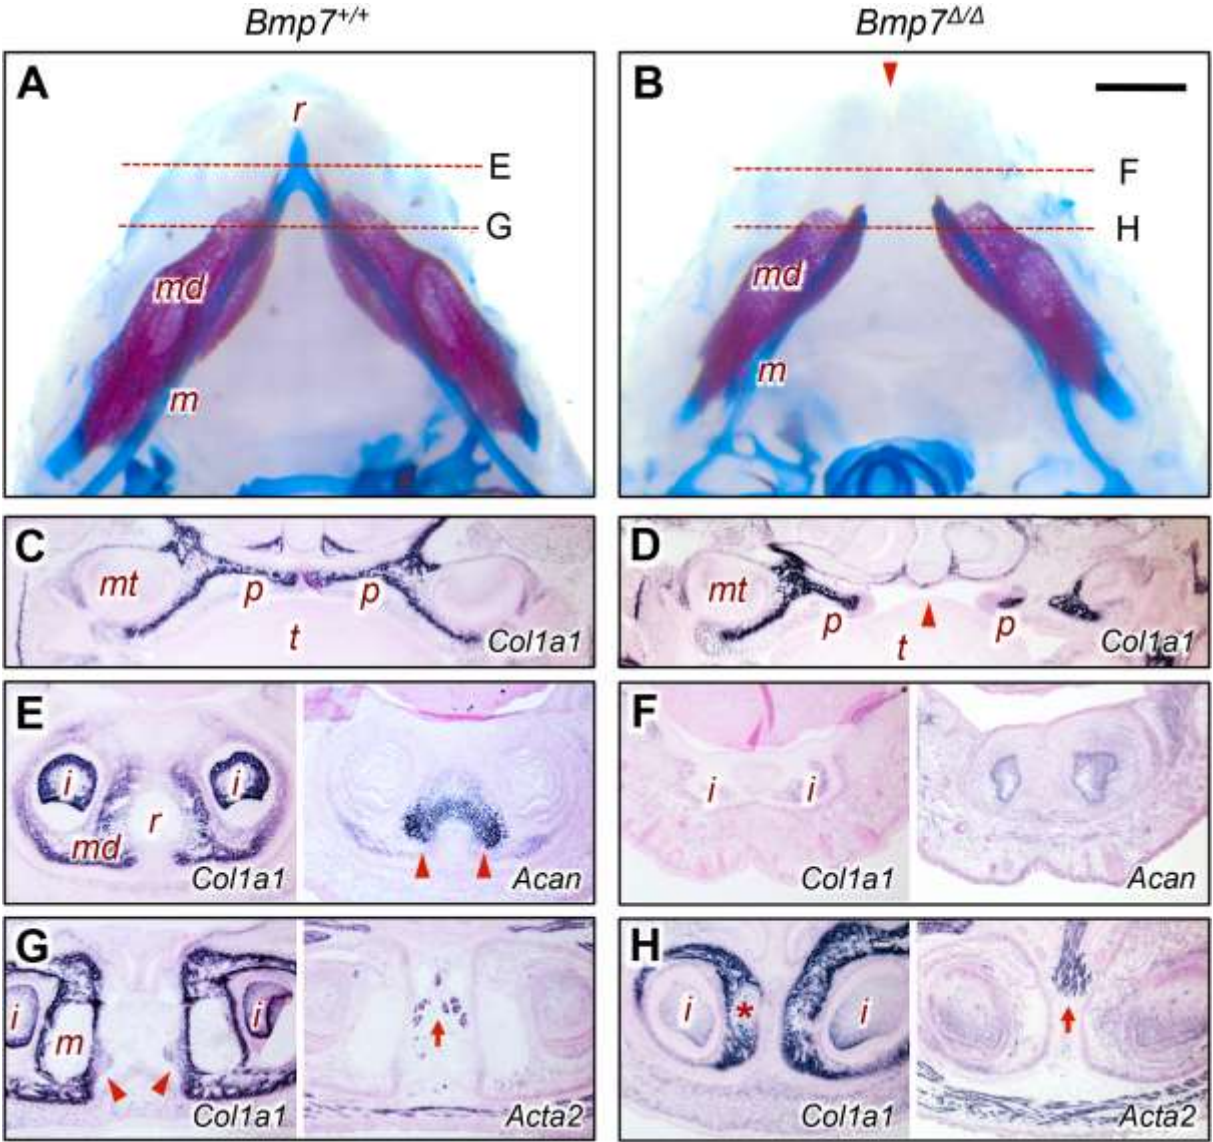 Bmp7+/+
Bmp7Δ/Δ
A
r
E
G
md
m
B
F
H
md
m
C
mt
p
p
t
Col1a1
D
mt
p
t
p
Col1a1
E
i
i
r
md
Col1a1
Acan
F
i
i
Col1a1
Acan
G
i
i
m
Col1a1
Acta2
H
i
*
i
Col1a1
Acta2